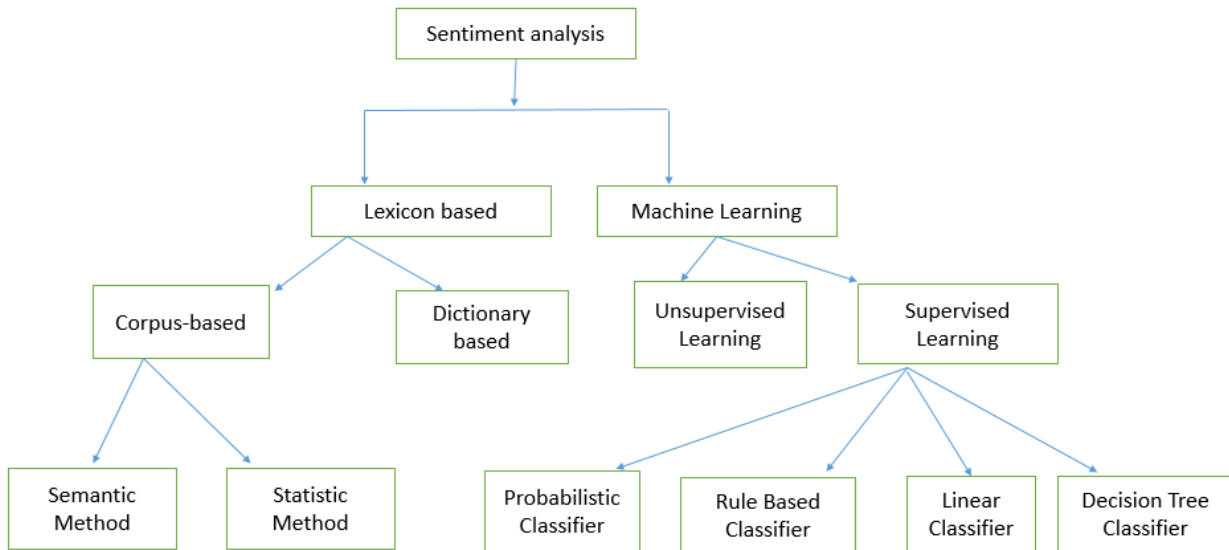 Sentiment analysis
Lexicon based
Machine Learning
Corpus-based
Dictionary
based
Unsupervised
Learning
Supervised
Learning
Semantic
Method
Statistic
Method
Probabilistic
Classifier
Rule Based
Classifier
Linear
Classifier
Decision Tree
Classifier